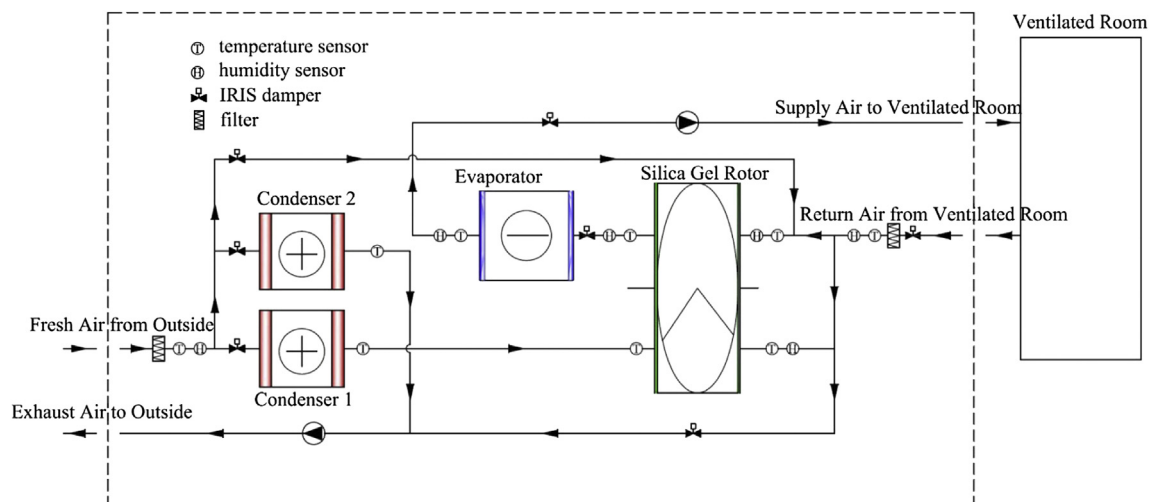 Ventilated Room
T temperature sensor
H humidity sensor
IRIS damper
filter
Supply Air to Ventilated Room
Evaporator
Silica Gel Rotor
Condenser 2
H T
H T
H T
H T
Return Air from Ventilated Room
T
Fresh Air from Outside
T H
T
T
T H
Condenser 1
Exhaust Air to Outside